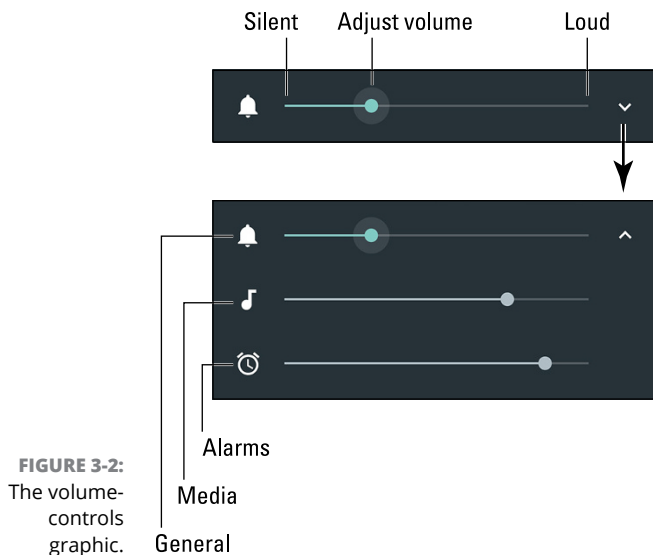 Silent
Adjust volume
Loud
Alarms
Media
General
FIGURE 3-2:
The volume-
controls
graphic.